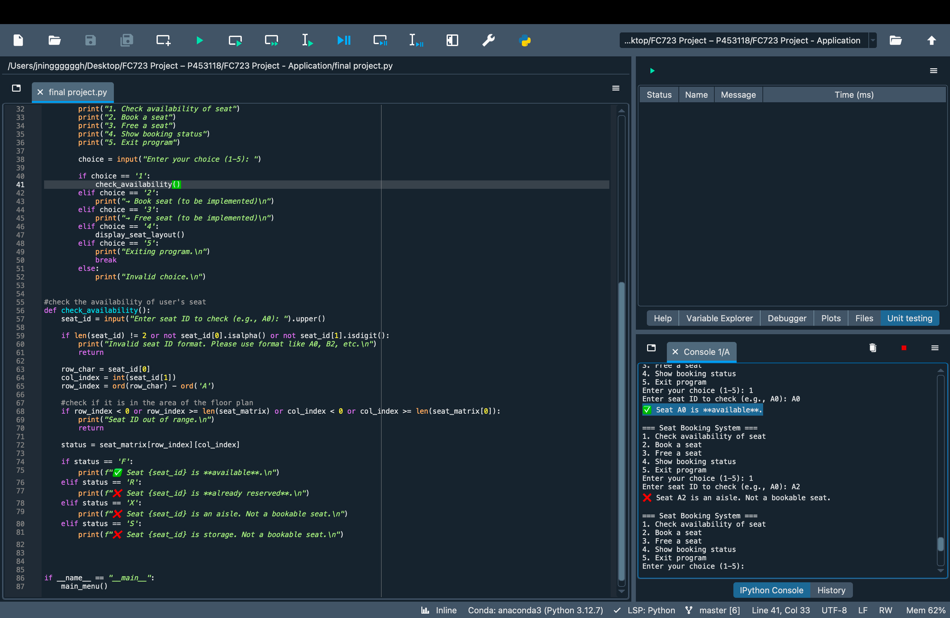 ...ktop/FC723 Project – P453118/FC723 Project - Application
/Users/jninggggggh/Desktop/FC723 Project – P453118/FC723 Project - Application/final project.py
final project.py
32 print("1. Check availability of seat")
33 print("2. Book a seat")
34 print("3. Free a seat")
35 print("4. Show booking status")
36 print("5. Exit program")
37
38 choice = input("Enter your choice (1–5): ")
39
40 if choice == '1':
41 check_availability()
42 elif choice == '2':
43 print("→ Book seat (to be implemented)\n")
44 elif choice == '3':
45 print("→ Free seat (to be implemented)\n")
46 elif choice == '4':
47 display_seat_layout()
48 elif choice == '5':
49 print("Exiting program.\n")
50 break
51 else:
52 print("Invalid choice.\n")
53
54
55 #check the availability of user's seat
56 def check_availability():
57 seat_id = input("Enter seat ID to check (e.g., A0): ").upper()
58
59 if len(seat_id) != 2 or not seat_id[0].isalpha() or not seat_id[1].isdigit():
60 print("Invalid seat ID format. Please use format like A0, B2, etc.\n")
61 return
62
63 row_char = seat_id[0]
64 col_index = int(seat_id[1])
65 row_index = ord(row_char) - ord('A')
66
67 #check if it is in the area of the floor plan
68 if row_index < 0 or row_index >= len(seat_matrix) or col_index < 0 or col_index >= len(seat_matrix[0]):
69 print("Seat ID out of range.\n")
70 return
71
72 status = seat_matrix[row_index][col_index]
73
74 if status == 'F':
75 print(f"✅ Seat {seat_id} is **available**.\n")
76 elif status == 'R':
77 print(f"❌ Seat {seat_id} is **already reserved**.\n")
78 elif status == 'X':
79 print(f"❌ Seat {seat_id} is an aisle. Not a bookable seat.\n")
80 elif status == 'S':
81 print(f"❌ Seat {seat_id} is storage. Not a bookable seat.\n")
82
83
84
85
86 if __name__ == "__main__":
87 main_menu()
Status Name Message Time (ms)
Help Variable Explorer Debugger Plots Files Unit testing
Console 1/A
3. Free a seat
4. Show booking status
5. Exit program
Enter your choice (1–5): 1
Enter seat ID to check (e.g., A0): A0
✅ Seat A0 is **available**.
=== Seat Booking System ===
1. Check availability of seat
2. Book a seat
3. Free a seat
4. Show booking status
5. Exit program
Enter your choice (1–5): 1
Enter seat ID to check (e.g., A0): A2
❌ Seat A2 is an aisle. Not a bookable seat.
=== Seat Booking System ===
1. Check availability of seat
2. Book a seat
3. Free a seat
4. Show booking status
5. Exit program
Enter your choice (1–5):
IPython Console History
Inline Conda: anaconda3 (Python 3.12.7) ✓ LSP: Python master [6] Line 41, Col 33 UTF-8 LF RW Mem 62%